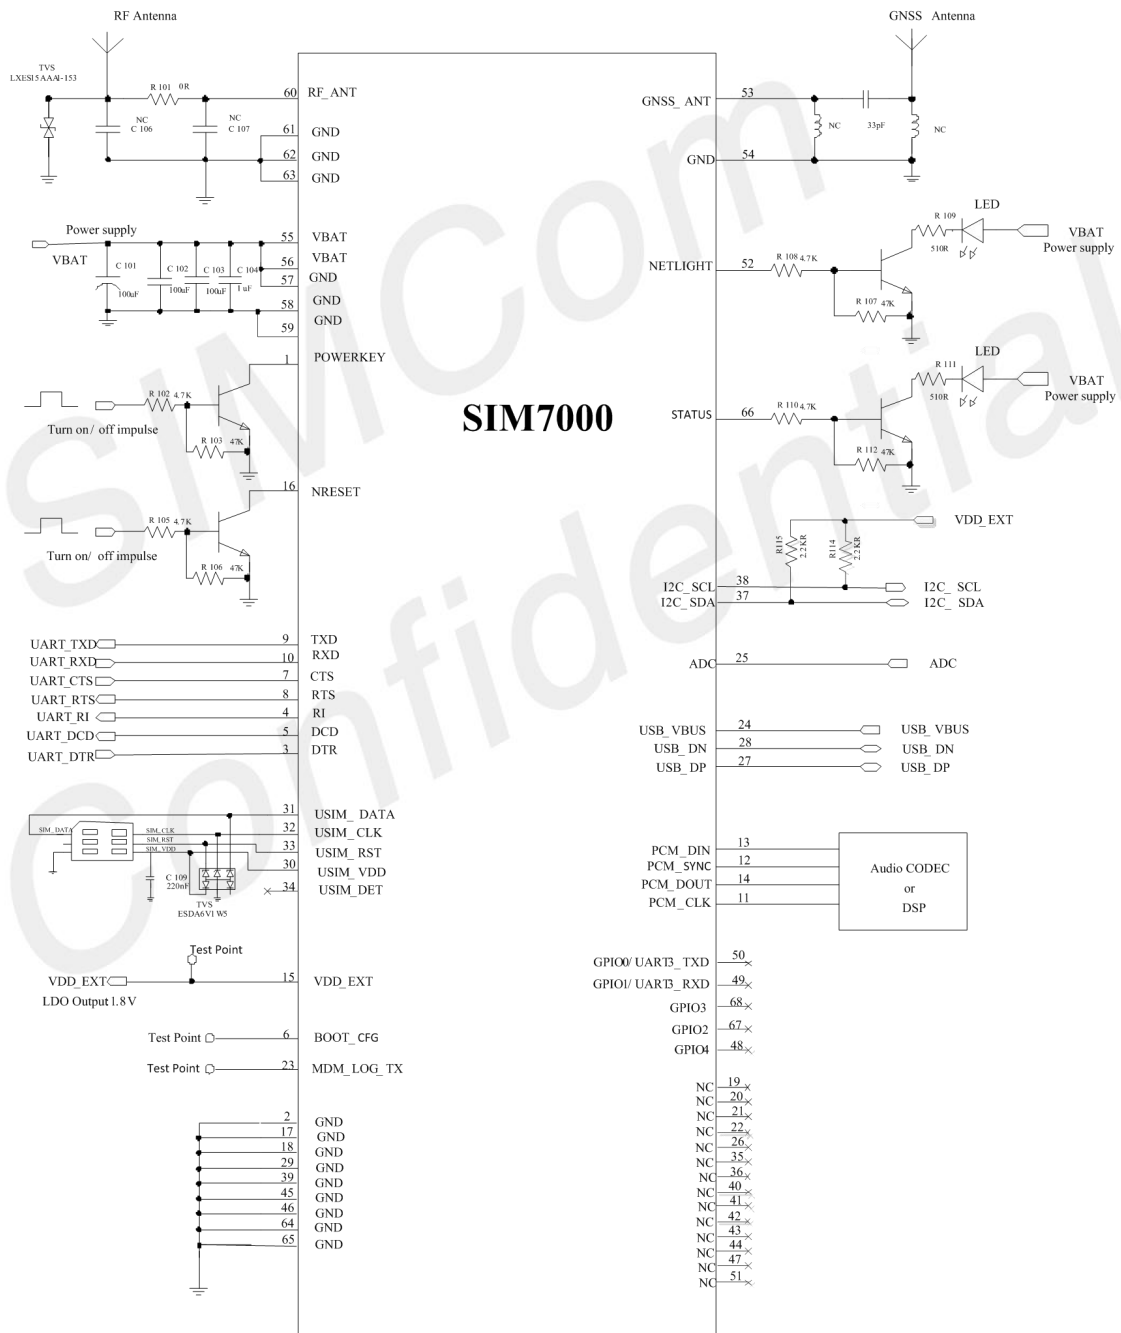 RF Antenna
GNSS Antenna
TVS
LXES15AAA1-153
R 101 0R
NC
C 106
NC
C 107
60 RF_ANT
61 GND
62 GND
63 GND
GNSS_ANT 53
GND 54
33pF
NC
NC
Power supply
VBAT
C 101
100uF
C 102
100uF
C 103
100uF
C 104
1uF
55 VBAT
56 VBAT
57 GND
58 GND
59 GND
NETLIGHT 52
R 108 4.7K
R 107 47K
R 109
510R
LED
VBAT
Power supply
1 POWERKEY
R 102 4.7K
R 103 47K
Turn on/ off impulse
SIM7000
STATUS 66
R 110 4.7K
R 112 47K
R 111
510R
LED
VBAT
Power supply
16 NRESET
R 105 4.7K
R 106 47K
Turn on/ off impulse
VDD_EXT
R115
2.2KR
R114
2.2KR
I2C_SCL 38 I2C_SCL
I2C_SDA 37 I2C_SDA
UART_TXD 9 TXD
UART_RXD 10 RXD
UART_CTS 7 CTS
UART_RTS 8 RTS
UART_RI 4 RI
UART_DCD 5 DCD
UART_DTR 3 DTR
ADC 25 ADC
USB_VBUS 24 USB_VBUS
USB_DN 28 USB_DN
USB_DP 27 USB_DP
31 USIM_DATA
32 USIM_CLK
33 USIM_RST
30 USIM_VDD
34 USIM_DET
SIM_DATA
SIM_CLK
SIM_RST
SIM_VDD
C 109
220nF
TVS
ESDA6V1W5
PCM_DIN 13
PCM_SYNC 12
PCM_DOUT 14
PCM_CLK 11
Audio CODEC
or
DSP
Test Point
VDD_EXT 15 VDD_EXT
LDO Output 1.8V
Test Point 6 BOOT_CFG
Test Point 23 MDM_LOG_TX
GPIO0/UART3_TXD 50
GPIO1/UART3_RXD 49
GPIO3 68
GPIO2 67
GPIO4 48
2 GND
17 GND
18 GND
29 GND
39 GND
45 GND
46 GND
64 GND
65 GND
NC 19
NC 20
NC 21
NC 22
NC 26
NC 35
NC 36
NC 40
NC 41
NC 42
NC 43
NC 44
NC 47
NC 51
SIMCom
Confidential